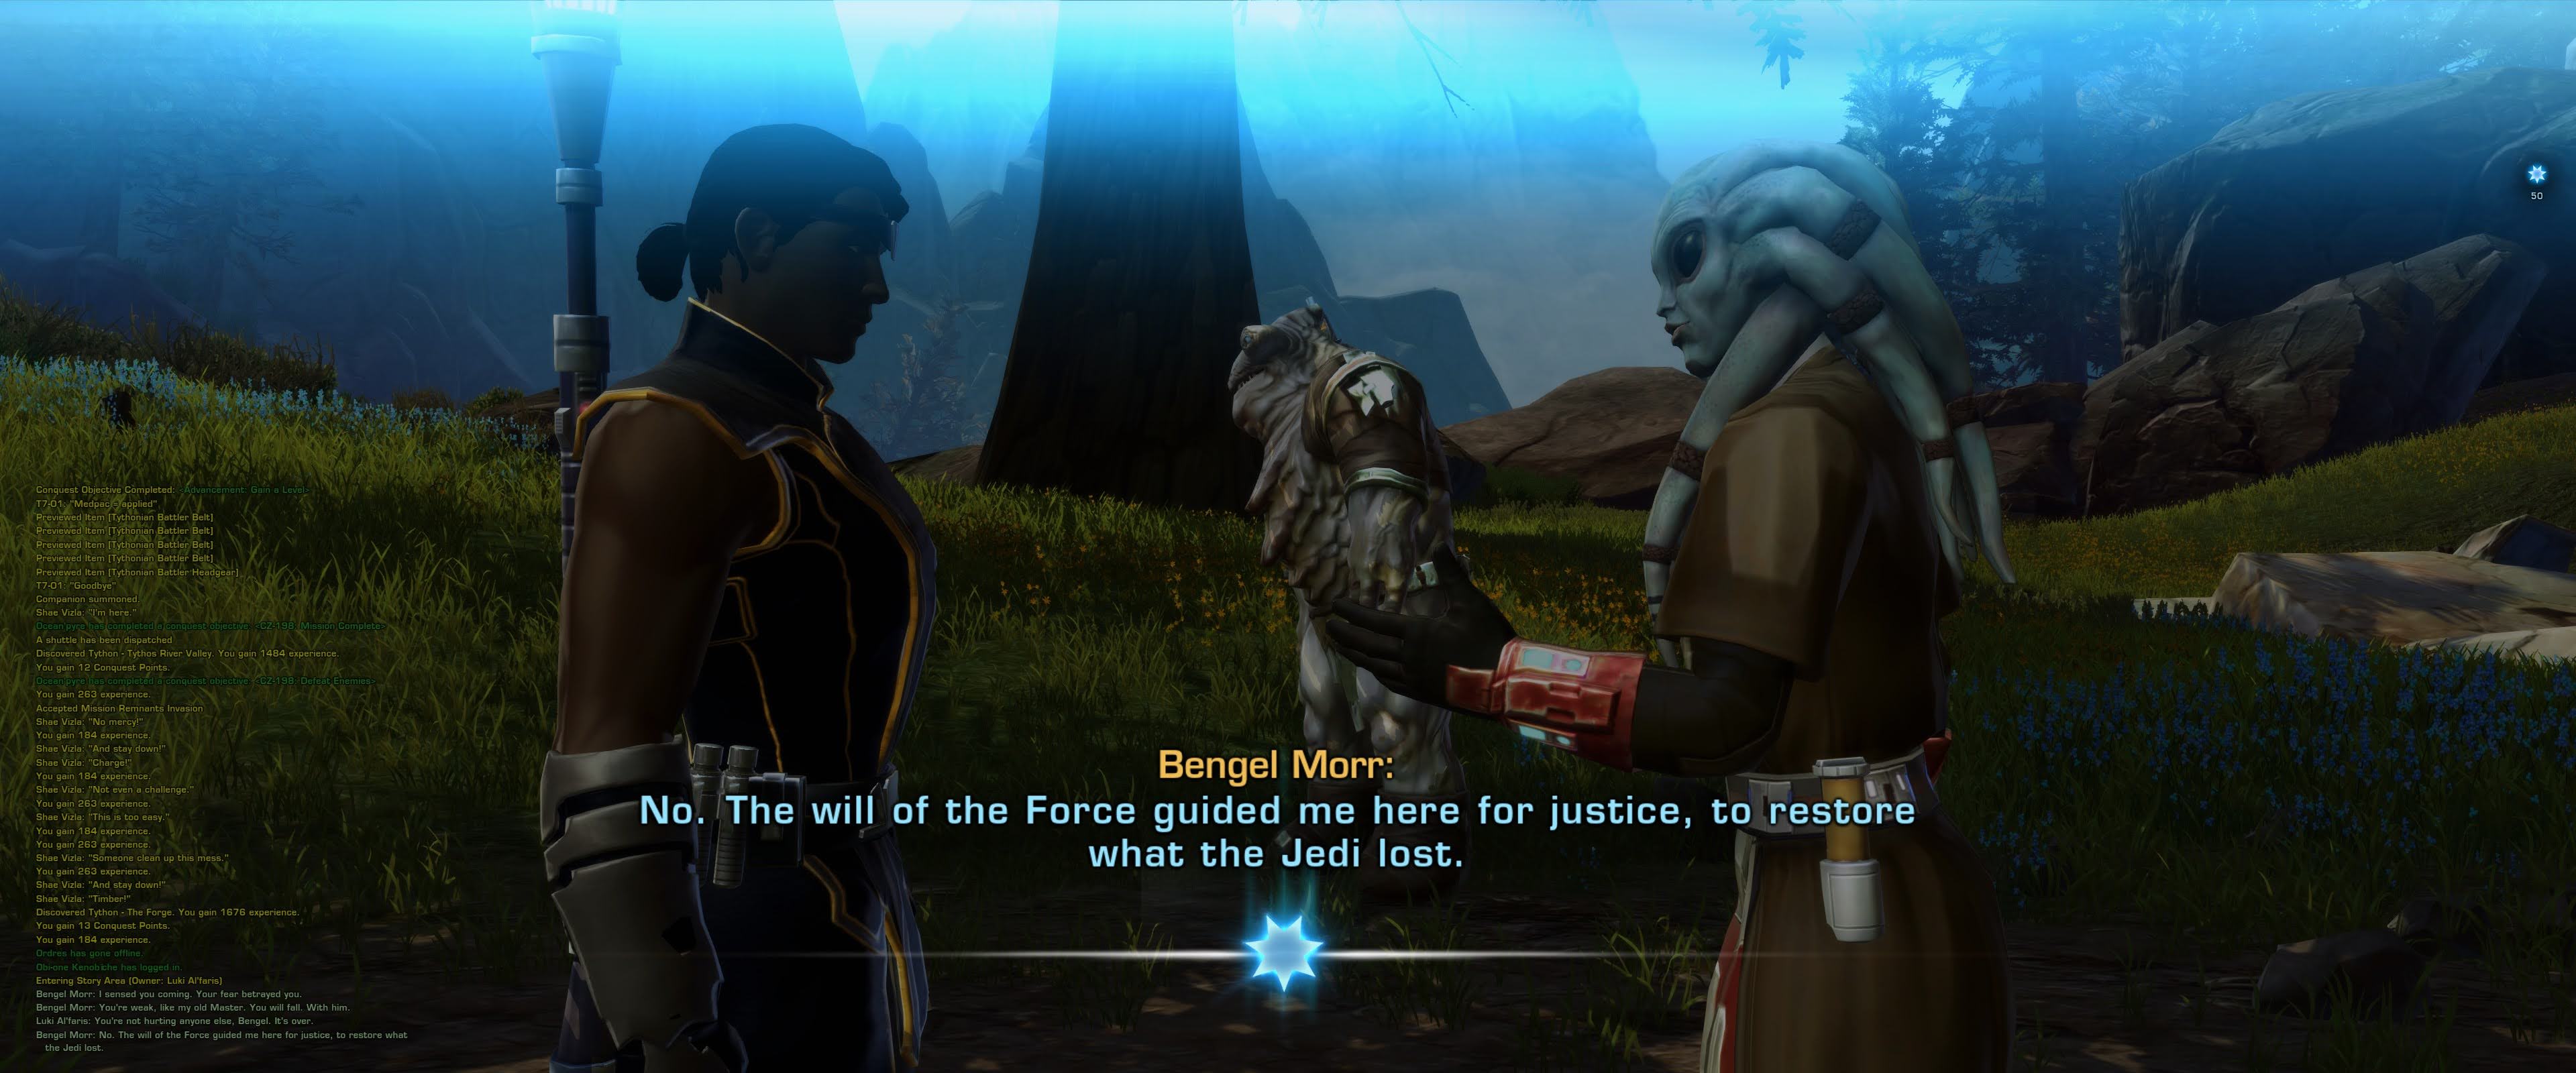 50
Conquest Objective Completed: <Advancement: Gain a Level>
T7-01: "Medpac = applied"
Previewed Item [Tythonian Battler Belt]
Previewed Item [Tythonian Battler Belt]
Previewed Item [Tythonian Battler Belt]
Previewed Item [Tythonian Battler Belt]
Previewed Item [Tythonian Battler Headgear]
T7-01: "Goodbye"
Companion summoned.
Shae Vizla: "I'm here."
Ocean'pyre has completed a conquest objective: <CZ-198: Mission Complete>
A shuttle has been dispatched
Discovered Tython - Tythos River Valley. You gain 1484 experience.
You gain 12 Conquest Points.
Ocean'pyre has completed a conquest objective: <CZ-198: Defeat Enemies>
You gain 263 experience.
Accepted Mission Remnants Invasion
Shae Vizla: "No mercy!"
You gain 184 experience.
Shae Vizla: "And stay down!"
Shae Vizla: "Charge!"
You gain 184 experience.
Shae Vizla: "Not even a challenge."
You gain 263 experience.
Shae Vizla: "This is too easy."
You gain 184 experience.
You gain 263 experience.
Shae Vizla: "Someone clean up this mess."
You gain 263 experience.
Shae Vizla: "And stay down!"
Shae Vizla: "Timber!"
Discovered Tython - The Forge. You gain 1676 experience.
You gain 13 Conquest Points.
You gain 184 experience.
Ordres has gone offline.
Obi-one Kenobiche has logged in.
Entering Story Area (Owner: Luki Al'faris)
Bengel Morr: I sensed you coming. Your fear betrayed you.
Bengel Morr: You're weak, like my old Master. You will fall. With him.
Luki Al'faris: You're not hurting anyone else, Bengel. It's over.
Bengel Morr: No. The will of the Force guided me here for justice, to restore what
the Jedi lost.
Bengel Morr:
No. The will of the Force guided me here for justice, to restore
what the Jedi lost.